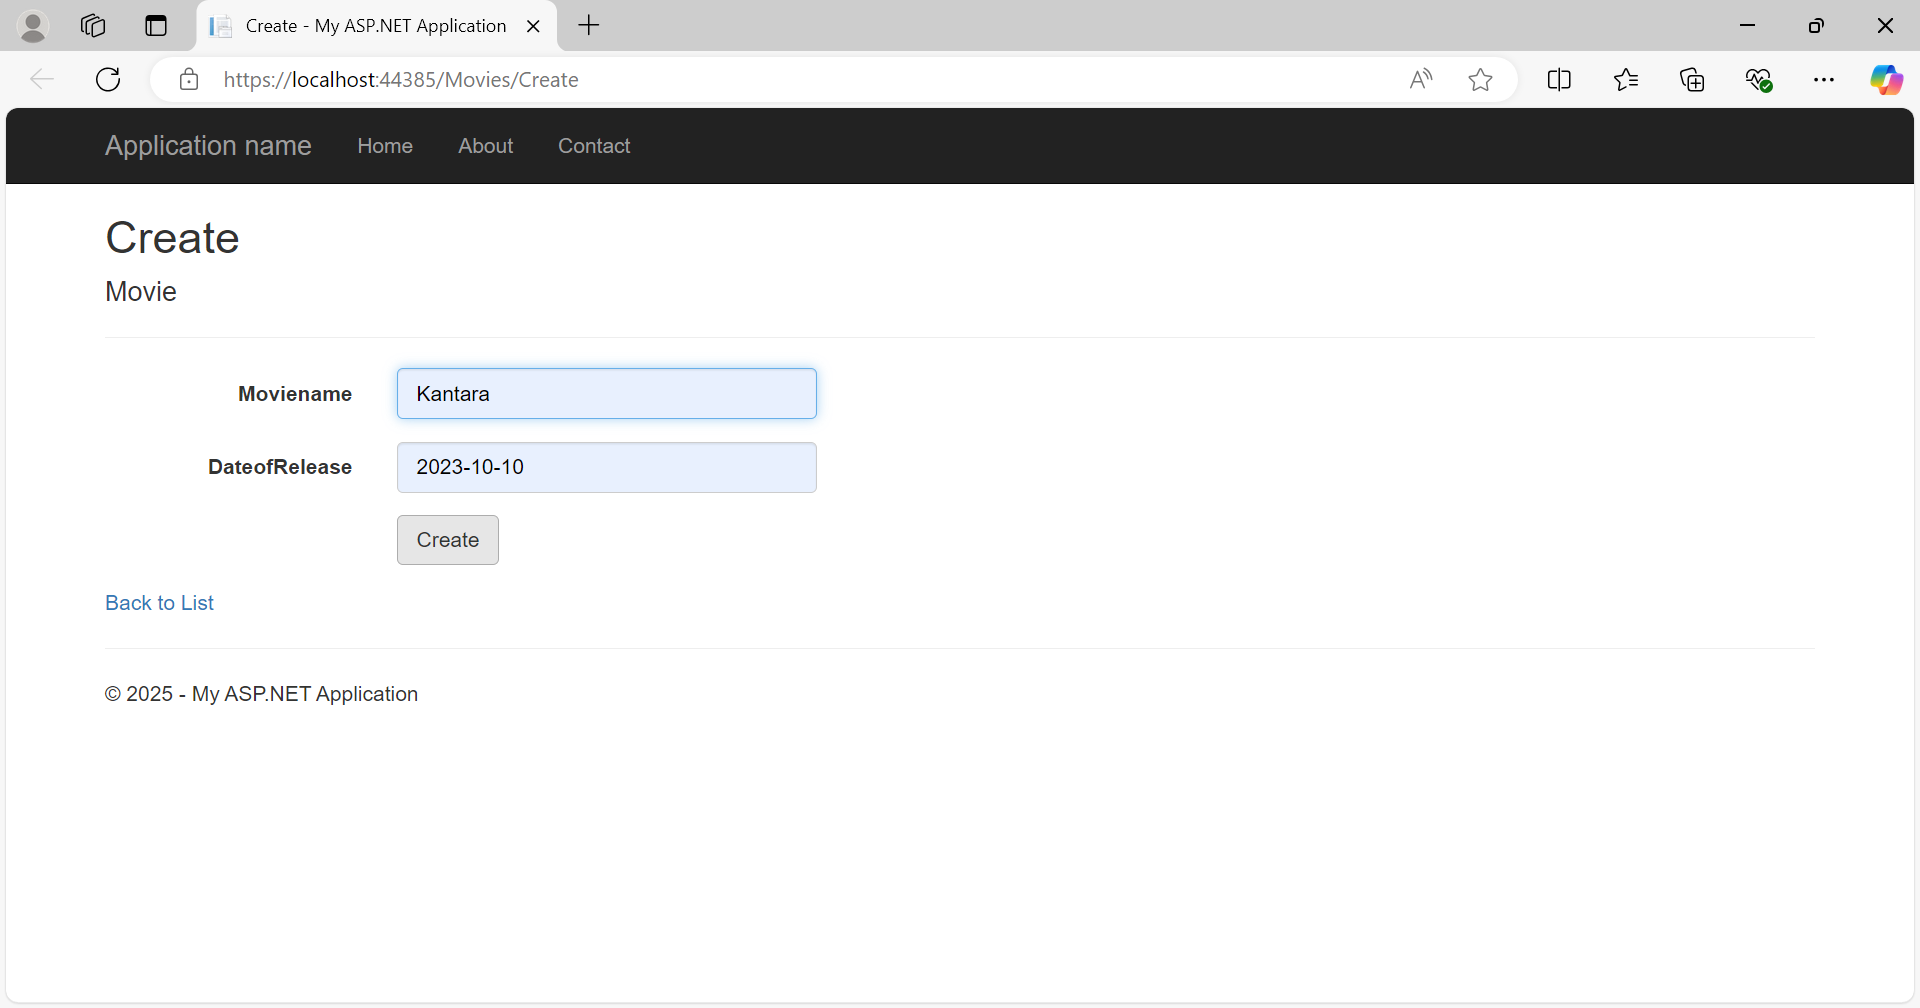 Create - My ASP.NET Application
https://localhost:44385/Movies/Create
Application name Home About Contact
Create
Movie
Moviename Kantara
DateofRelease 2023-10-10
Create
Back to List
© 2025 - My ASP.NET Application